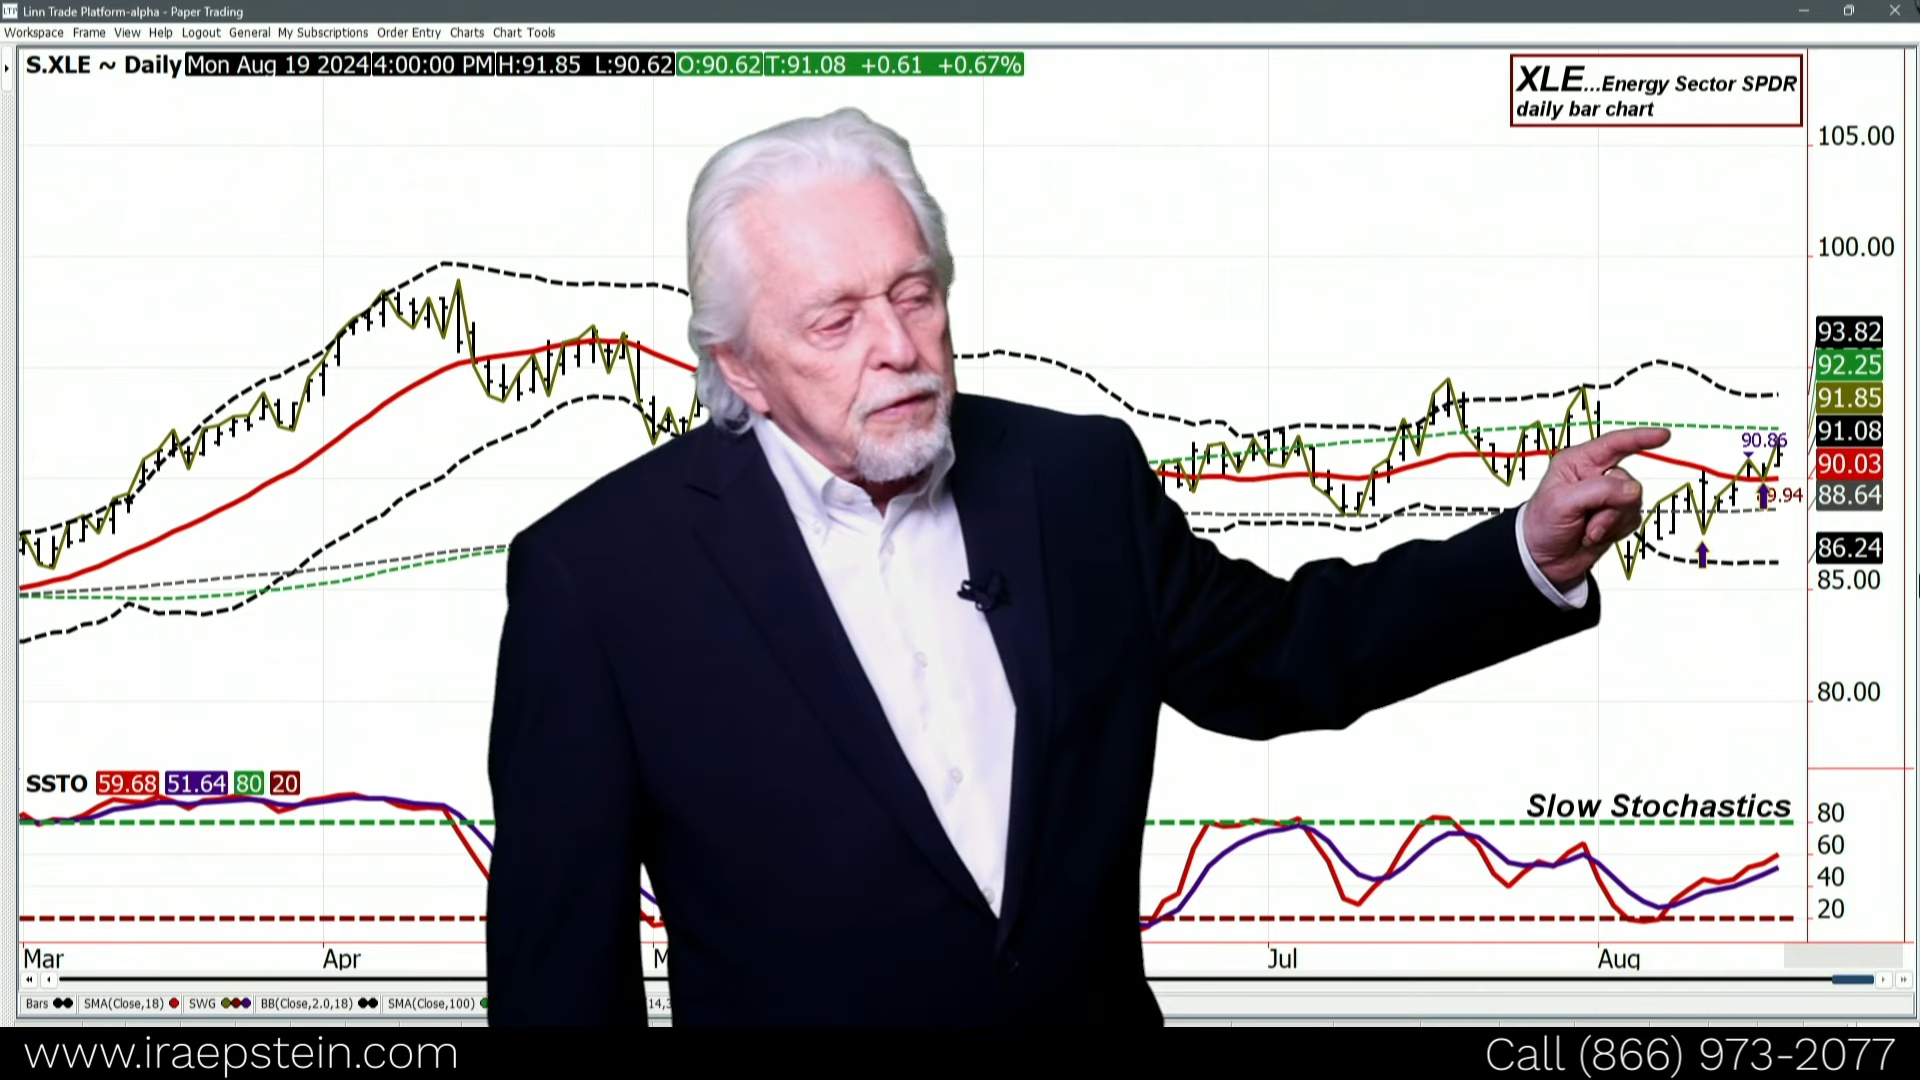 LTP Linn Trade Platform-alpha - Paper Trading
Workspace Frame View Help Logout General My Subscriptions Order Entry Charts Chart Tools
S.XLE ~ Daily Mon Aug 19 2024 4:00:00 PM H:91.85 L:90.62 O:90.62 T:91.08 +0.61 +0.67%
XLE...Energy Sector SPDR
daily bar chart
105.00
100.00
93.82
92.25
91.85
91.08
90.86
90.03
88.64
86.24
85.00
80.00
SSTO 59.68 51.64 80 20
Slow Stochastics
80
60
40
20
Mar Apr Jul Aug
Bars SMA(Close,18) SWG BB(Close,2.0,18) SMA(Close,100)
www.iraepstein.com Call (866) 973-2077